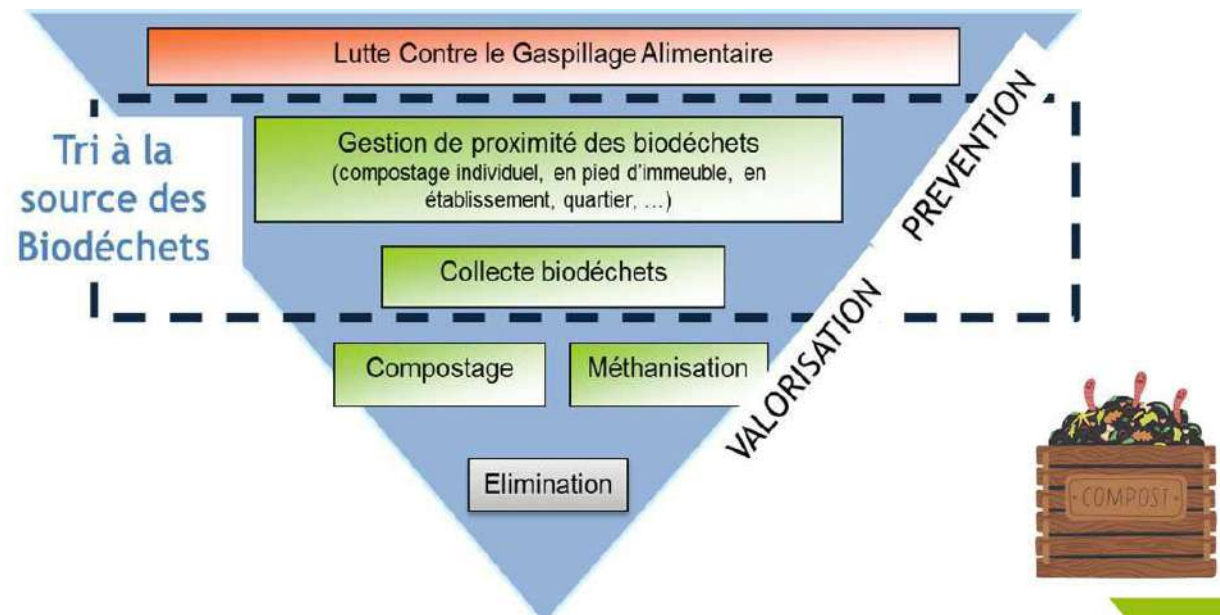 Lutte Contre le Gaspillage Alimentaire
Tri à la
source des
Biodéchets
Gestion de proximité des biodéchets
(compostage individuel, en pied d'immeuble, en
établissement, quartier, ...)
Collecte biodéchets
Compostage
Méthanisation
Elimination
PREVENTION
VALORISATION
COMPOST